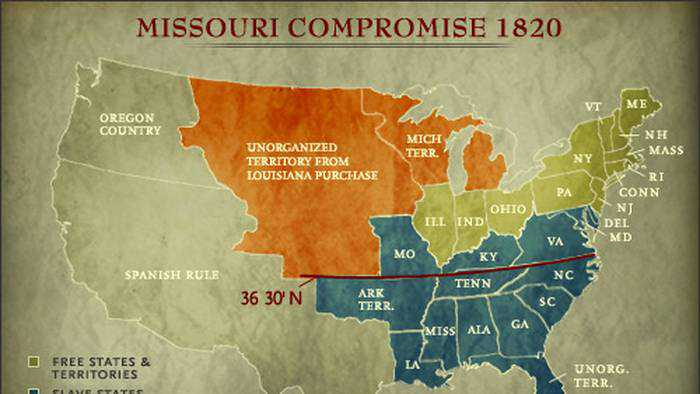 MISSOURI COMPROMISE 1820
OREGON
COUNTRY
UNORGANIZED
TERRITORY FROM
LOUISIANA PURCHASE
MICH
TERR.
VT
ME
NH
MASS
NY
RI
CONN
PA
NJ
DEL
MD
ILL
IND
OHIO
MO
KY
VA
SPANISH RULE
36 30' N
ARK
TERR.
TENN
NC
SC
MISS
ALA
GA
LA
UNORG.
TERR.
FREE STATES &
TERRITORIES
SLAVE STATES